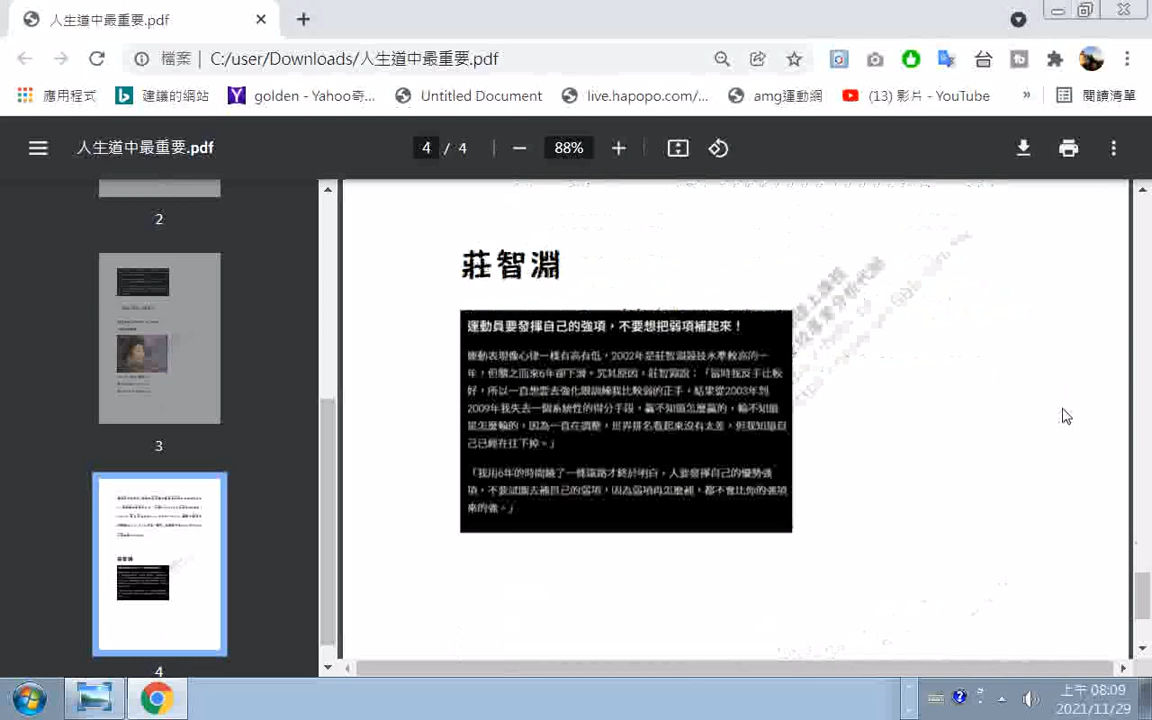 人生道中最重要.pdf
檔案 | C:/user/Downloads/人生道中最重要.pdf
應用程式 建議的網站 golden - Yahoo奇... Untitled Document live.hapopo.com/... amg運動網 (13) 影片 - YouTube » 閱讀清單
人生道中最重要.pdf 4 / 4 88%
2
3
4
莊智淵
運動員要發揮自己的強項，不要想把弱項補起來！
運動表現像心律一樣有高有低，2002年是莊智淵競技水準較高的一
年，但隨之而來6年卻下滑。究其原因，莊智淵說：「當時我反手比較
好，所以一直想要去強化跟訓練我比較弱的正手，結果從2003年到
2009年我失去一個系統性的得分手段，贏不知道怎麼贏的，輸不知道
是怎麼輸的，因為一直在調整，世界排名看起來沒有太差，但我知道自
己已經在往下掉。」
「我用6年的時間繞了一條遠路才終於明白，人要發揮自己的優勢強
項，不要試圖去補自己的弱項，因為弱項再怎麼補，都不會比你的強項
來的強。」
上午 08:09
2021/11/29